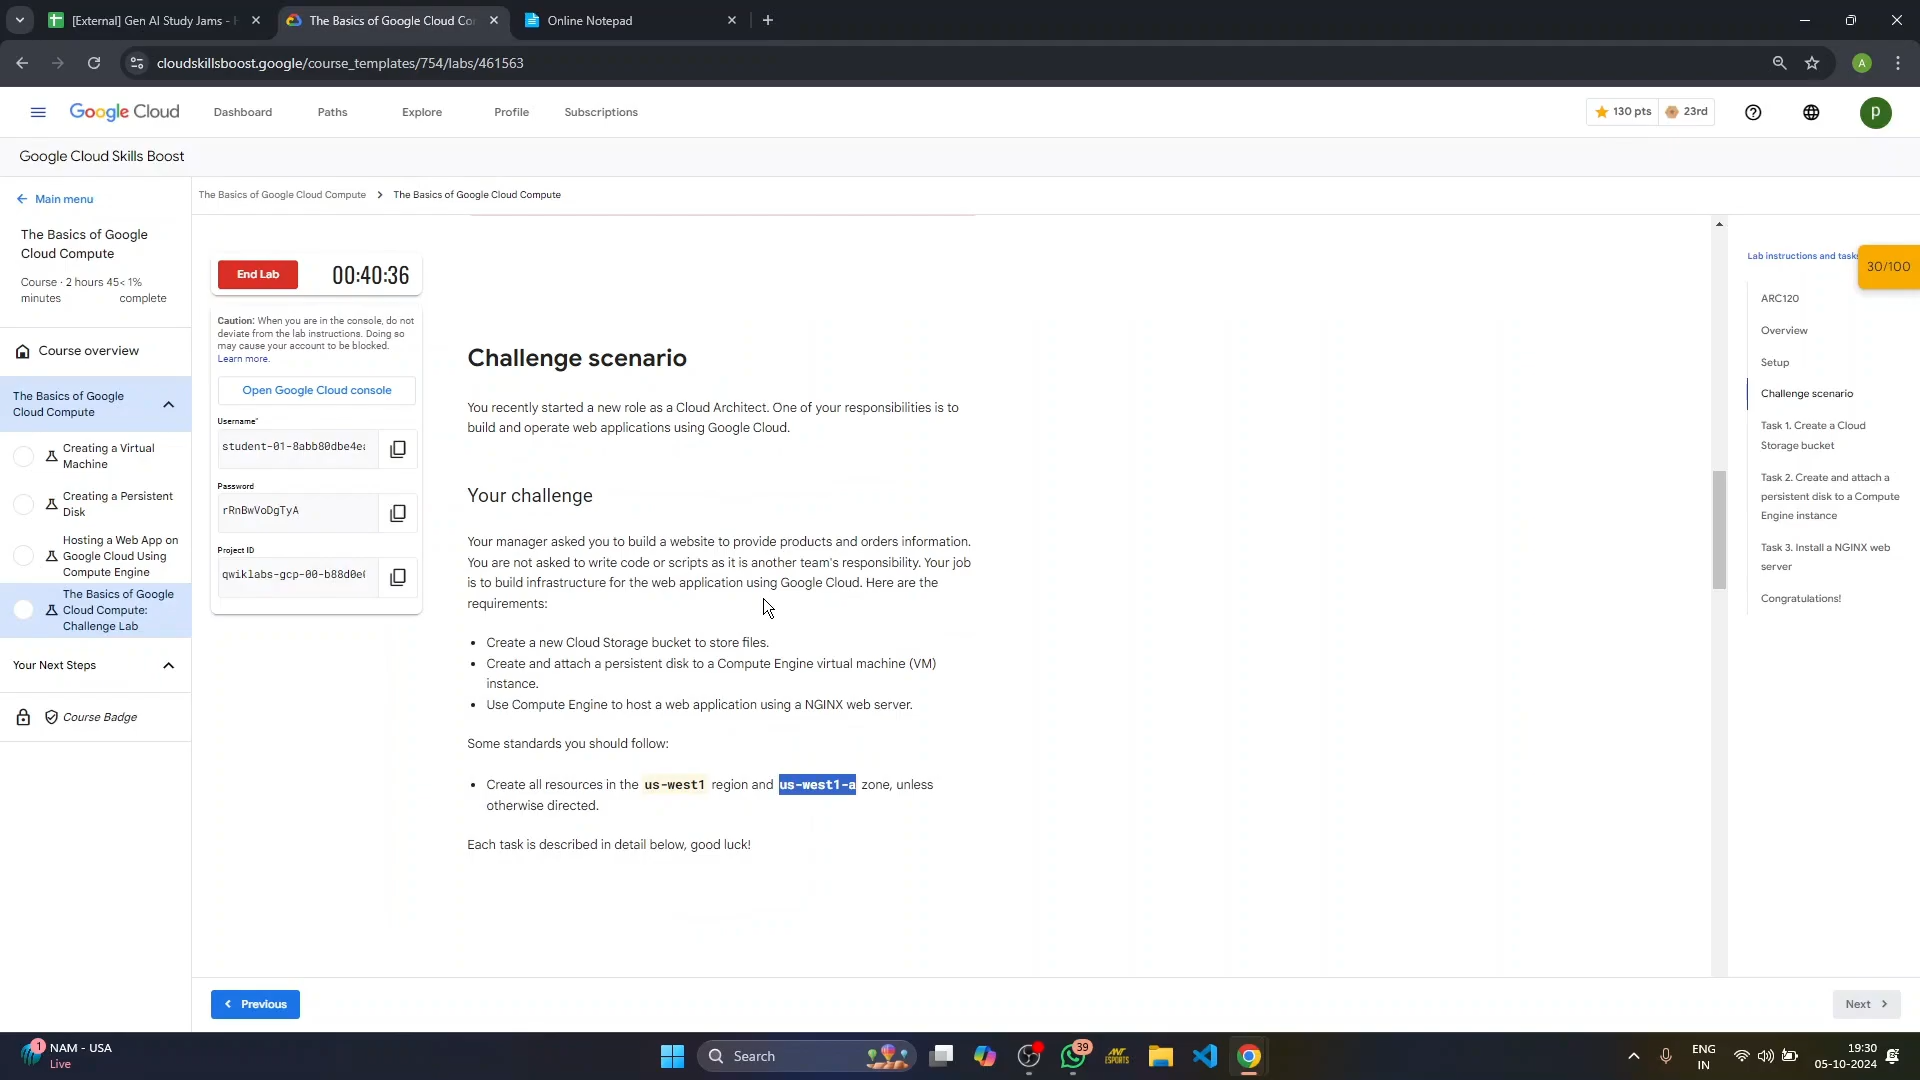 [External] Gen AI Study Jams -
The Basics of Google Cloud Co
Online Notepad
cloudskillsboost.google/course_templates/754/labs/461563
A
Google Cloud
Dashboard
Paths
Explore
Profile
Subscriptions
130 pts
23rd
p
Google Cloud Skills Boost
Main menu
The Basics of Google Cloud Compute > The Basics of Google Cloud Compute
The Basics of Google
Cloud Compute
Course · 2 hours 45
minutes
< 1%
complete
Course overview
The Basics of Google
Cloud Compute
Creating a Virtual
Machine
Creating a Persistent
Disk
Hosting a Web App on
Google Cloud Using
Compute Engine
The Basics of Google
Cloud Compute:
Challenge Lab
Your Next Steps
Course Badge
End Lab
00:40:36
Caution: When you are in the console, do not
deviate from the lab instructions. Doing so
may cause your account to be blocked.
Learn more.
Open Google Cloud console
Username"
student-01-8abb80dbe4ea
Password
rRnBwVoDgTyA
Project ID
qwiklabs-gcp-00-b88d0e
Challenge scenario
You recently started a new role as a Cloud Architect. One of your responsibilities is to
build and operate web applications using Google Cloud.
Your challenge
Your manager asked you to build a website to provide products and orders information.
You are not asked to write code or scripts as it is another team's responsibility. Your job
is to build infrastructure for the web application using Google Cloud. Here are the
requirements:
• Create a new Cloud Storage bucket to store files.
• Create and attach a persistent disk to a Compute Engine virtual machine (VM)
instance.
• Use Compute Engine to host a web application using a NGINX web server.
Some standards you should follow:
• Create all resources in the us-west1 region and us-west1-a zone, unless
otherwise directed.
Each task is described in detail below, good luck!
Lab instructions and tasks
30/100
ARC120
Overview
Setup
Challenge scenario
Task 1. Create a Cloud
Storage bucket
Task 2. Create and attach a
persistent disk to a Compute
Engine instance
Task 3. Install a NGINX web
server
Congratulations!
Previous
Next
1
NAM - USA
Live
Search
39
ESPORTS
ENG
IN
19:30
05-10-2024